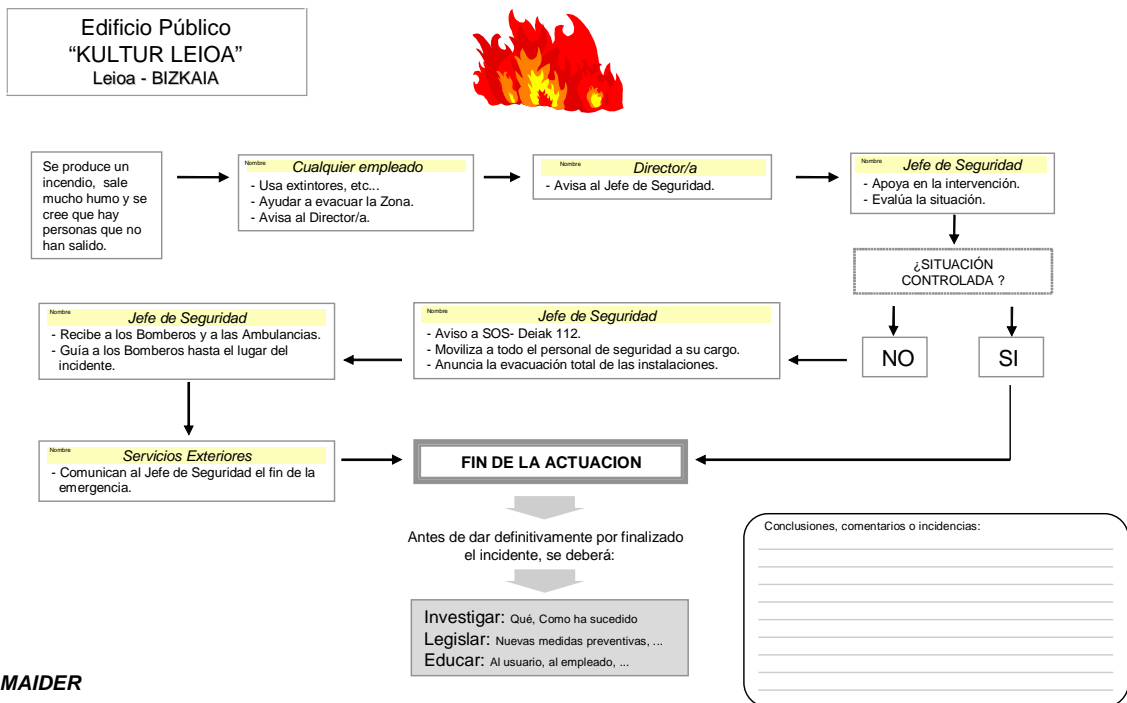 Edificio Público
“KULTUR LEIOA”
Leioa - BIZKAIA
Se produce un
incendio, sale
mucho humo y se
cree que hay
personas que no
han salido.
Nombre
Cualquier empleado
- Usa extintores, etc...
- Ayudar a evacuar la Zona.
- Avisa al Director/a.
Nombre
Director/a
- Avisa al Jefe de Seguridad.
Nombre
Jefe de Seguridad
- Apoya en la intervención.
- Evalúa la situación.
¿SITUACIÓN
CONTROLADA ?
NO
SI
Nombre
Jefe de Seguridad
- Aviso a SOS- Deiak 112.
- Moviliza a todo el personal de seguridad a su cargo.
- Anuncia la evacuación total de las instalaciones.
Nombre
Jefe de Seguridad
- Recibe a los Bomberos y a las Ambulancias.
- Guía a los Bomberos hasta el lugar del
incidente.
Nombre
Servicios Exteriores
- Comunican al Jefe de Seguridad el fin de la
emergencia.
FIN DE LA ACTUACION
Antes de dar definitivamente por finalizado
el incidente, se deberá:
Investigar: Qué, Como ha sucedido
Legislar: Nuevas medidas preventivas, ...
Educar: Al usuario, al empleado, ...
Conclusiones, comentarios o incidencias:
MAIDER